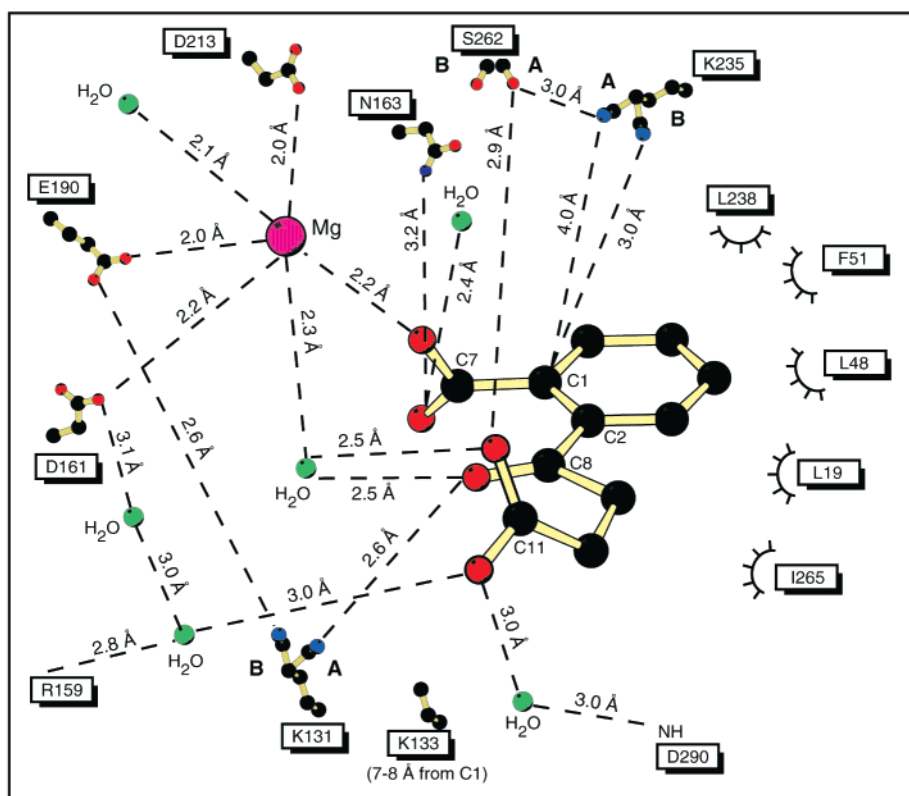 D213
S262
B
A
K235
H2O
N163
3.0 Å
A
B
2.1 Å
2.0 Å
2.9 Å
H2O
E190
Mg
L238
2.0 Å
3.2 Å
4.0 Å
3.0 Å
F51
2.4 Å
2.2 Å
2.2 Å
2.3 Å
C7
C1
L48
C2
D161
2.6 Å
2.5 Å
C8
3.1 Å
H2O
2.5 Å
L19
H2O
2.6 Å
C11
3.0 Å
I265
3.0 Å
3.0 Å
2.8 Å
H2O
B
A
R159
H2O
3.0 Å
NH
K131
K133
D290
(7-8 Å from C1)